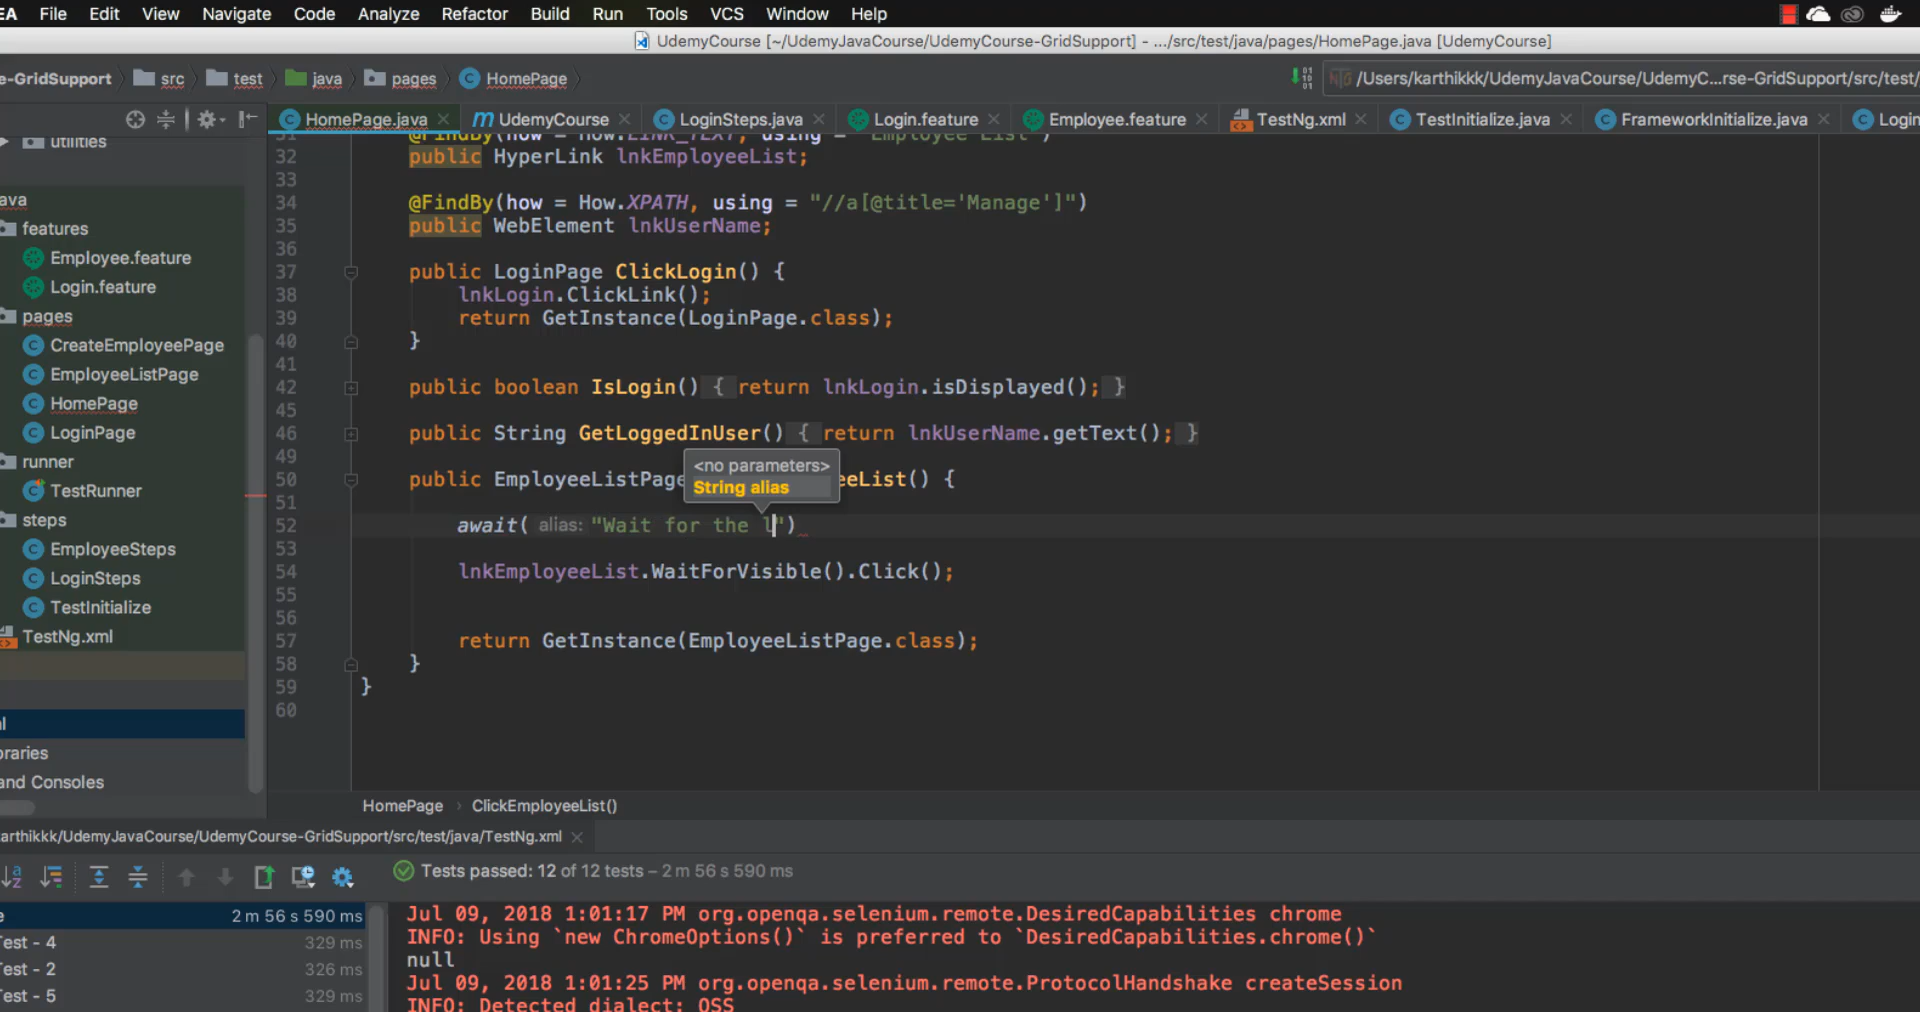 EA File Edit View Navigate Code Analyze Refactor Build Run Tools VCS Window Help
UdemyCourse [~/UdemyJavaCourse/UdemyCourse-GridSupport] - .../src/test/java/pages/HomePage.java [UdemyCourse]
e-GridSupport src test java pages HomePage /Users/karthikkk/UdemyJavaCourse/UdemyC...rse-GridSupport/src/test/
HomePage.java UdemyCourse LoginSteps.java Login.feature Employee.feature TestNg.xml TestInitialize.java FrameworkInitialize.java Login
utilities
ava
features
Employee.feature
Login.feature
pages
CreateEmployeePage
EmployeeListPage
HomePage
LoginPage
runner
TestRunner
steps
EmployeeSteps
LoginSteps
TestInitialize
TestNg.xml
l
braries
and Consoles
31 @FindBy(how = How.LINK_TEXT, using = "Employee List")
32 public HyperLink lnkEmployeeList;
33
34 @FindBy(how = How.XPATH, using = "//a[@title='Manage']")
35 public WebElement lnkUserName;
36
37 public LoginPage ClickLogin() {
38 lnkLogin.ClickLink();
39 return GetInstance(LoginPage.class);
40 }
41
42 public boolean IsLogin() { return lnkLogin.isDisplayed(); }
45
46 public String GetLoggedInUser() { return lnkUserName.getText(); }
49
<no parameters>
String alias
50 public EmployeeListPage eeList() {
51
52 await( alias: "Wait for the l")
53
54 lnkEmployeeList.WaitForVisible().Click();
55
56
57 return GetInstance(EmployeeListPage.class);
58 }
59 }
60
HomePage ClickEmployeeList()
arthikkk/UdemyJavaCourse/UdemyCourse-GridSupport/src/test/java/TestNg.xml
Tests passed: 12 of 12 tests – 2 m 56 s 590 ms
e 2 m 56 s 590 ms
Test - 4 329 ms
Test - 2 326 ms
Test - 5 329 ms
Jul 09, 2018 1:01:17 PM org.openqa.selenium.remote.DesiredCapabilities chrome
INFO: Using `new ChromeOptions()` is preferred to `DesiredCapabilities.chrome()`
null
Jul 09, 2018 1:01:25 PM org.openqa.selenium.remote.ProtocolHandshake createSession
INFO: Detected dialect: OSS